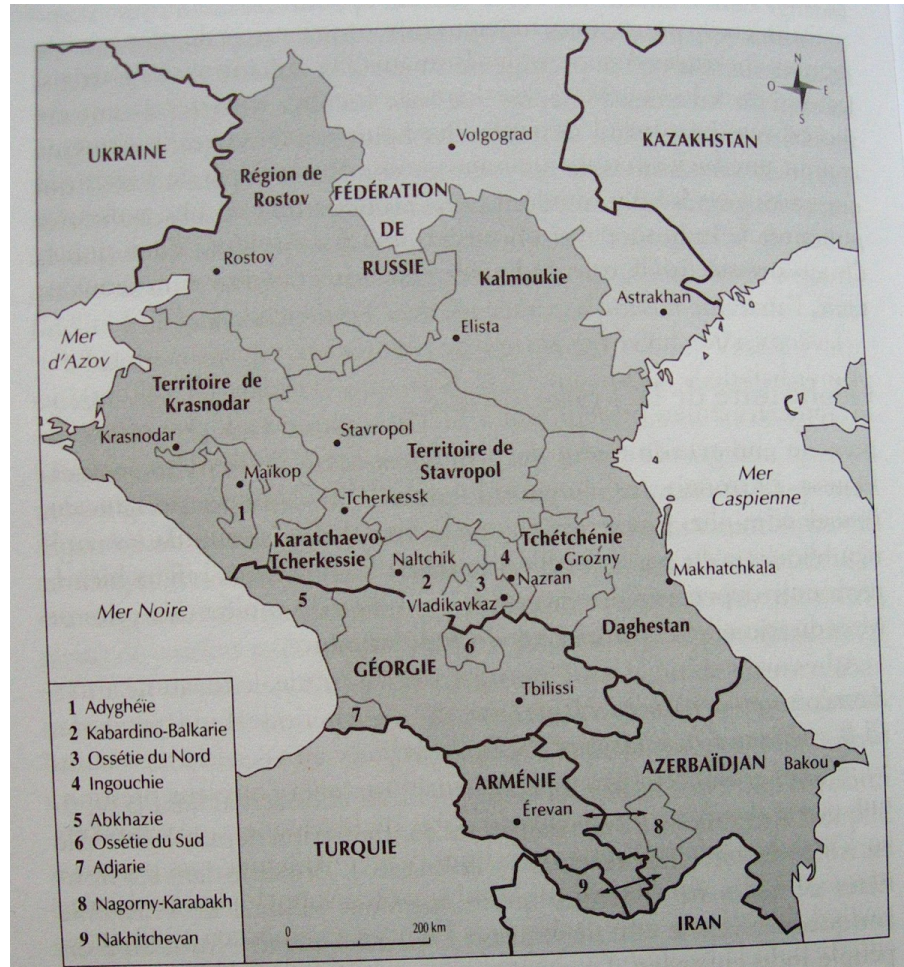 N
O
E
S
UKRAINE
Volgograd
KAZAKHSTAN
Région de
Rostov
FÉDÉRATION
DE
RUSSIE
Rostov
Kalmoukie
Astrakhan
Elista
Mer
d'Azov
Territoire de
Krasnodar
Krasnodar
Stavropol
Territoire de
Stavropol
Maïkop
1
Tcherkessk
Mer
Caspienne
Karatchaevo-
Tcherkessie
Naltchik
2
3
4
Tchétchénie
Grozny
Nazran
Vladikavkaz
Makhatchkala
Mer Noire
5
6
Daghestan
GÉORGIE
Tbilissi
7
ARMÉNIE
AZERBAÏDJAN
Bakou
Érevan
8
TURQUIE
9
IRAN
1 Adyghéïe
2 Kabardino-Balkarie
3 Ossétie du Nord
4 Ingouchie
5 Abkhazie
6 Ossétie du Sud
7 Adjarie
8 Nagorny-Karabakh
9 Nakhitchevan
0
200 km